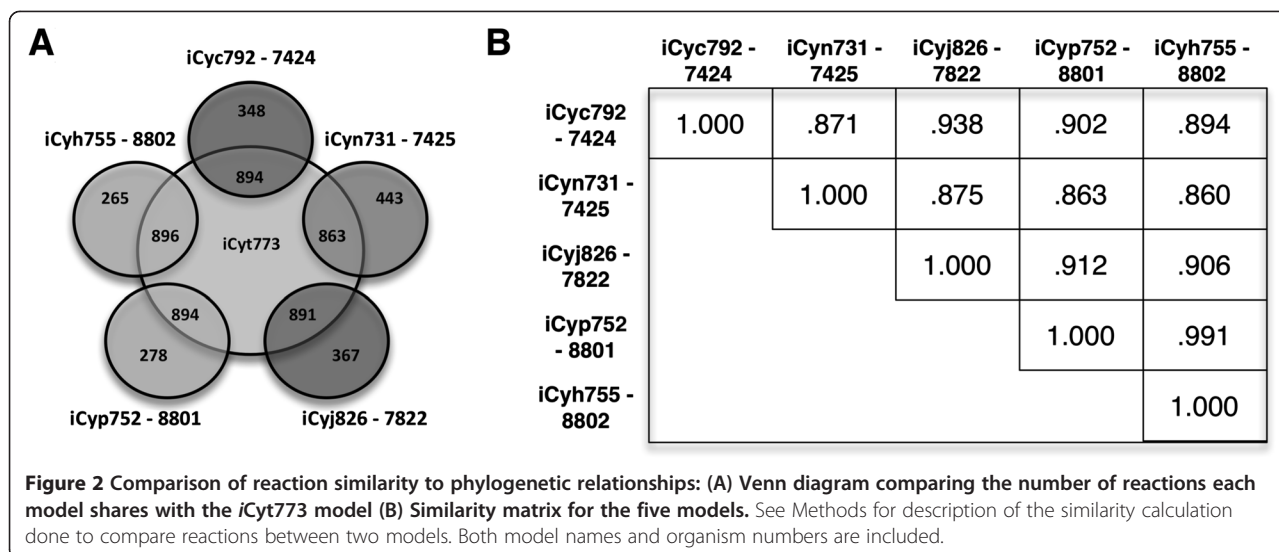 A
iCyc792 - 7424
348
iCyh755 - 8802
iCyn731 - 7425
265
894
443
896
iCyt773
863
894
891
278
367
iCyp752 - 8801
iCyj826 - 7822
B
iCyc792 - iCyn731 - iCyj826 - iCyp752 - iCyh755 -
7424 7425 7822 8801 8802
iCyc792
- 7424
1.000 .871 .938 .902 .894
iCyn731 -
7425
1.000 .875 .863 .860
iCyj826 -
7822
1.000 .912 .906
iCyp752
- 8801
1.000 .991
iCyh755 -
8802
1.000
Figure 2 Comparison of reaction similarity to phylogenetic relationships: (A) Venn diagram comparing the number of reactions each
model shares with the iCyt773 model (B) Similarity matrix for the five models. See Methods for description of the similarity calculation
done to compare reactions between two models. Both model names and organism numbers are included.